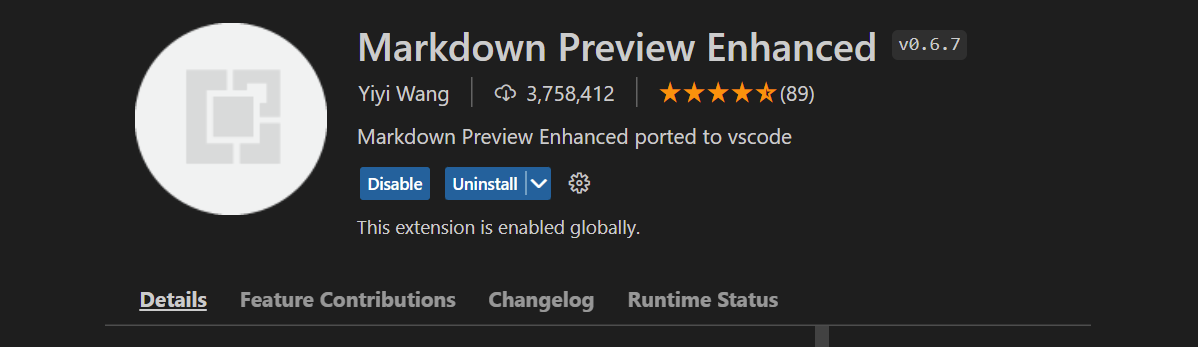 Markdown Preview Enhanced v0.6.7
Yiyi Wang 3,758,412 (89)
Markdown Preview Enhanced ported to vscode
Disable Uninstall
This extension is enabled globally.
Details Feature Contributions Changelog Runtime Status